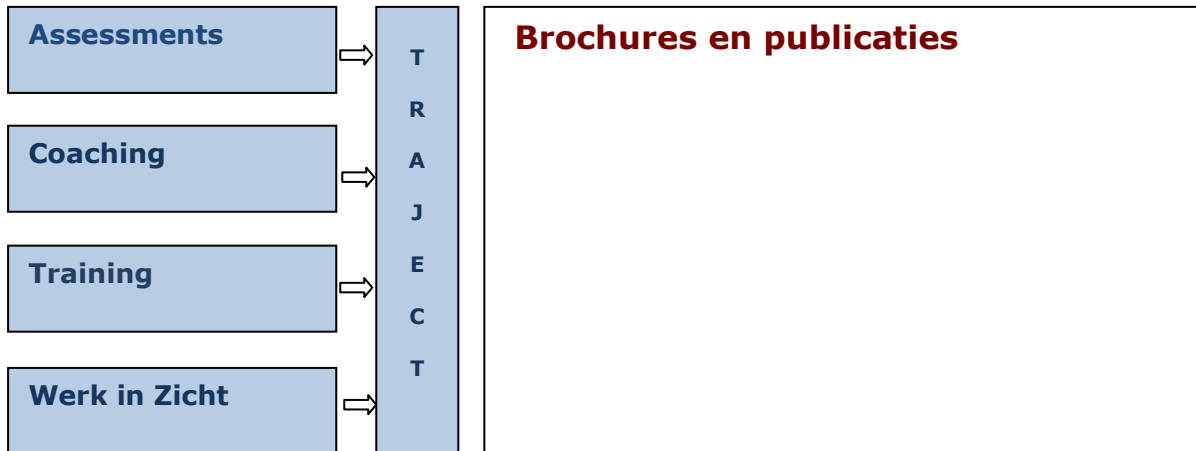 Assessments
Coaching
Training
Werk in Zicht
T
R
A
J
E
C
T
Brochures en publicaties